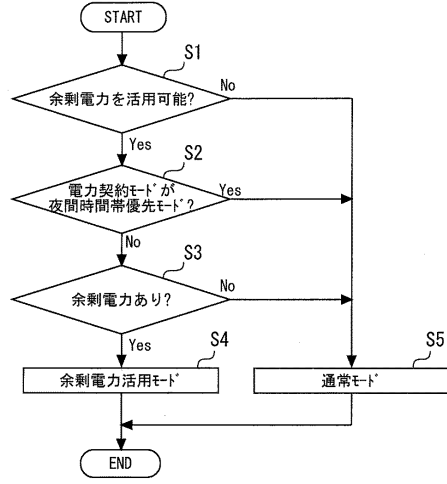 START
S1
余剰電力を活用可能?
No
Yes
S2
電力契約モードが
夜間時間帯優先モード?
Yes
No
S3
余剰電力あり?
No
Yes
S4
余剰電力活用モード
S5
通常モード
END